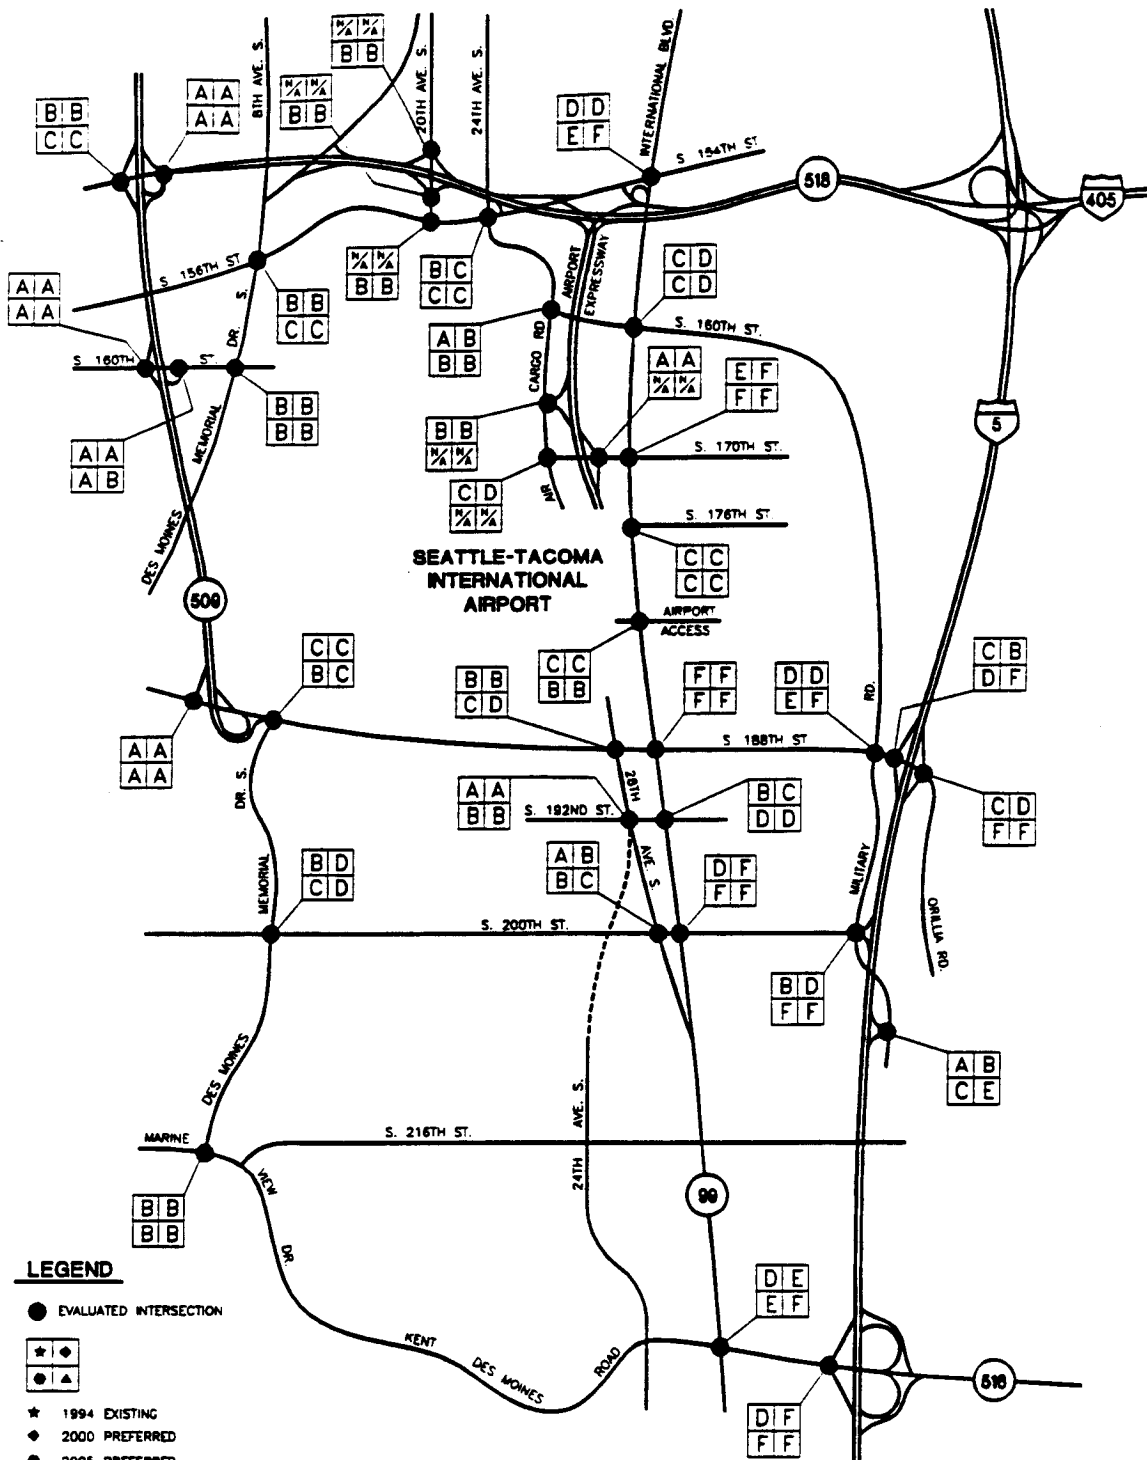 N/A N/A
B B
8TH AVE. S.
20TH AVE. S.
24TH AVE. S.
INTERNATIONAL BLVD.
A A
A A
N/A N/A
B B
B B
C C
D D
E F
S 154TH ST.
518
405
S 156TH ST.
N/A N/A
B B
B C
C C
AIRPORT
EXPRESSWAY
C D
C D
A A
A A
B B
C C
DR. S.
A B
B B
CARGO RD
S. 160TH ST.
S. 160TH ST.
A A
N/A N/A
E F
F F
B B
B B
MEMORIAL
5
B B
N/A N/A
S. 170TH ST.
A A
A B
C D
N/A N/A
AIR
S. 176TH ST.
DES MOINES
SEATTLE-TACOMA
INTERNATIONAL
AIRPORT
C C
C C
509
AIRPORT
ACCESS
C C
B C
C C
B B
B B
C D
F F
F F
D D
E F
RD.
C B
D F
A A
A A
S 188TH ST
DR. S.
28TH
AVE. S.
A A
B B
S. 192ND ST.
B C
D D
C D
F F
MEMORIAL
B D
C D
A B
B C
D F
F F
MILITARY
ORILLIA RD.
S. 200TH ST.
B D
F F
DES MOINES
A B
C E
24TH AVE. S.
S. 216TH ST.
MARINE
VIEW
DR.
99
B B
B B
LEGEND
EVALUATED INTERSECTION
D E
E F
KENT
DES MOINES
ROAD
516
★ ◆
● ▲
★ 1994 EXISTING
◆ 2000 PREFERRED
D F
F F